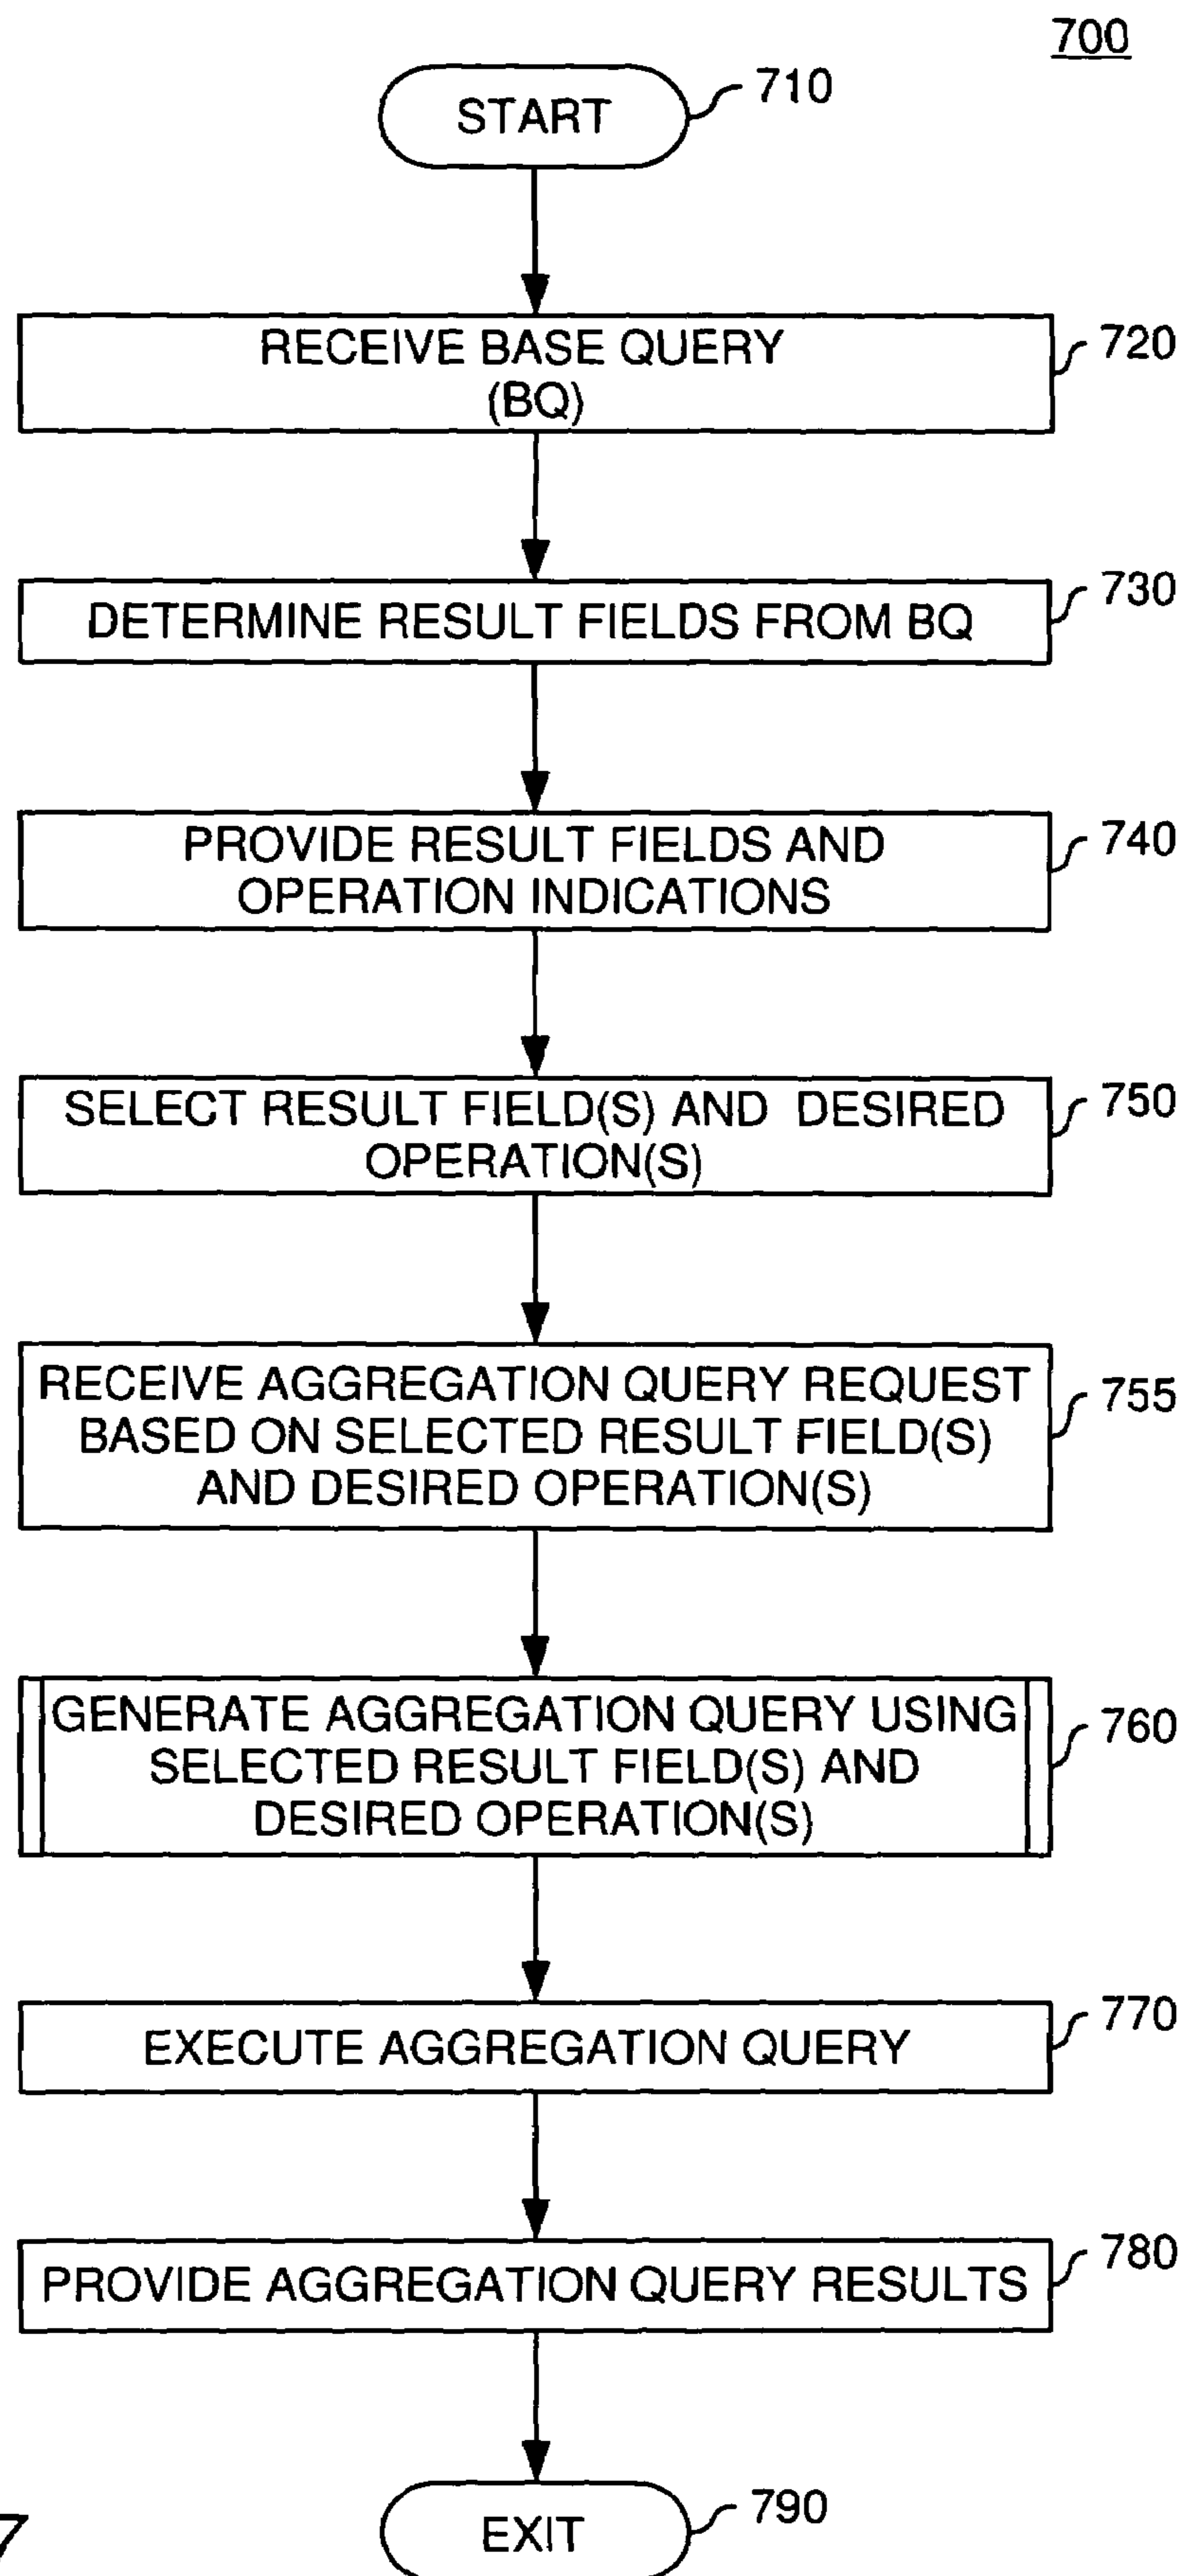 700
START
710
RECEIVE BASE QUERY
(BQ)
720
DETERMINE RESULT FIELDS FROM BQ
730
PROVIDE RESULT FIELDS AND
OPERATION INDICATIONS
740
SELECT RESULT FIELD(S) AND DESIRED
OPERATION(S)
750
RECEIVE AGGREGATION QUERY REQUEST
BASED ON SELECTED RESULT FIELD(S)
AND DESIRED OPERATION(S)
755
GENERATE AGGREGATION QUERY USING
SELECTED RESULT FIELD(S) AND
DESIRED OPERATION(S)
760
EXECUTE AGGREGATION QUERY
770
PROVIDE AGGREGATION QUERY RESULTS
780
EXIT
790